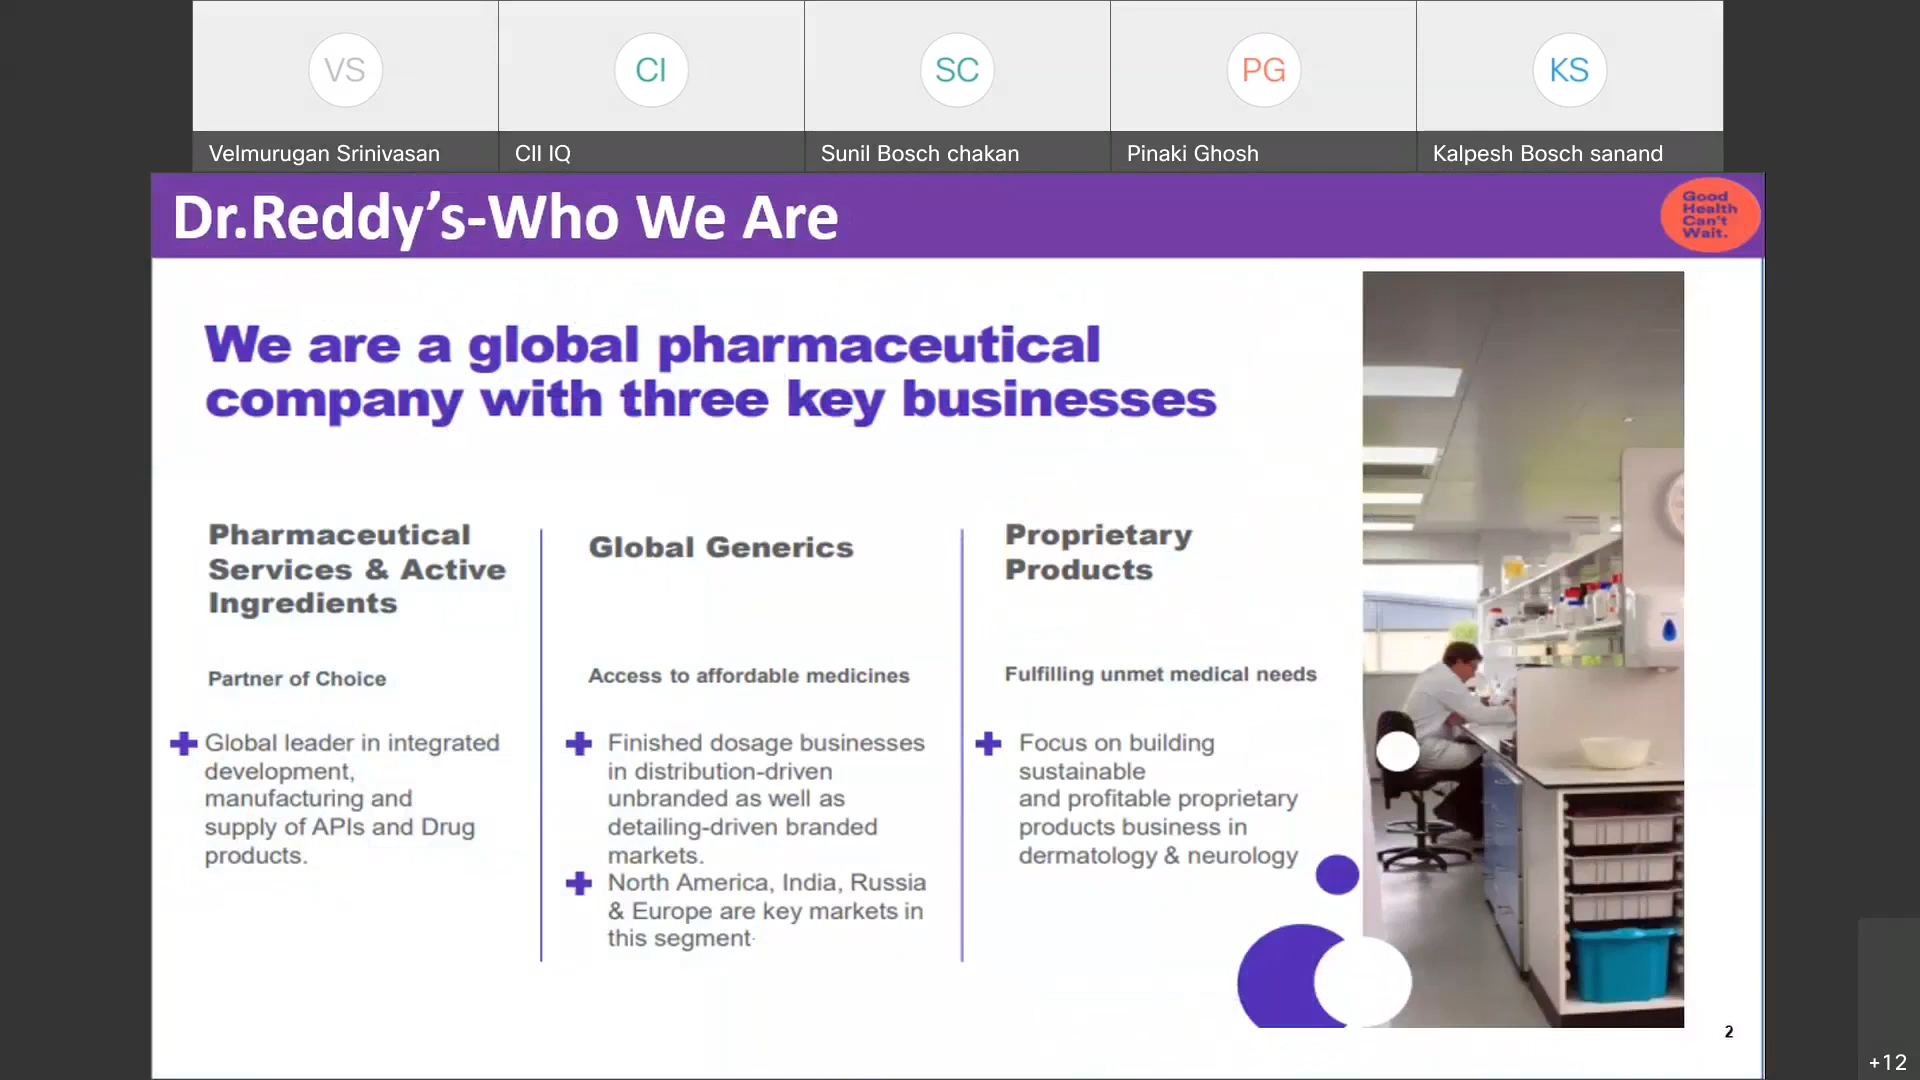 VS
CI
SC
PG
KS
Velmurugan Srinivasan
CII IQ
Sunil Bosch chakan
Pinaki Ghosh
Kalpesh Bosch sanand
Dr.Reddy’s-Who We Are
Good
Health
Can't
Wait.
We are a global pharmaceutical
company with three key businesses
Pharmaceutical
Services & Active
Ingredients
Partner of Choice
Global leader in integrated
development,
manufacturing and
supply of APIs and Drug
products.
Global Generics
Access to affordable medicines
Finished dosage businesses
in distribution-driven
unbranded as well as
detailing-driven branded
markets.
North America, India, Russia
& Europe are key markets in
this segment.
Proprietary
Products
Fulfilling unmet medical needs
Focus on building
sustainable
and profitable proprietary
products business in
dermatology & neurology
2
+12